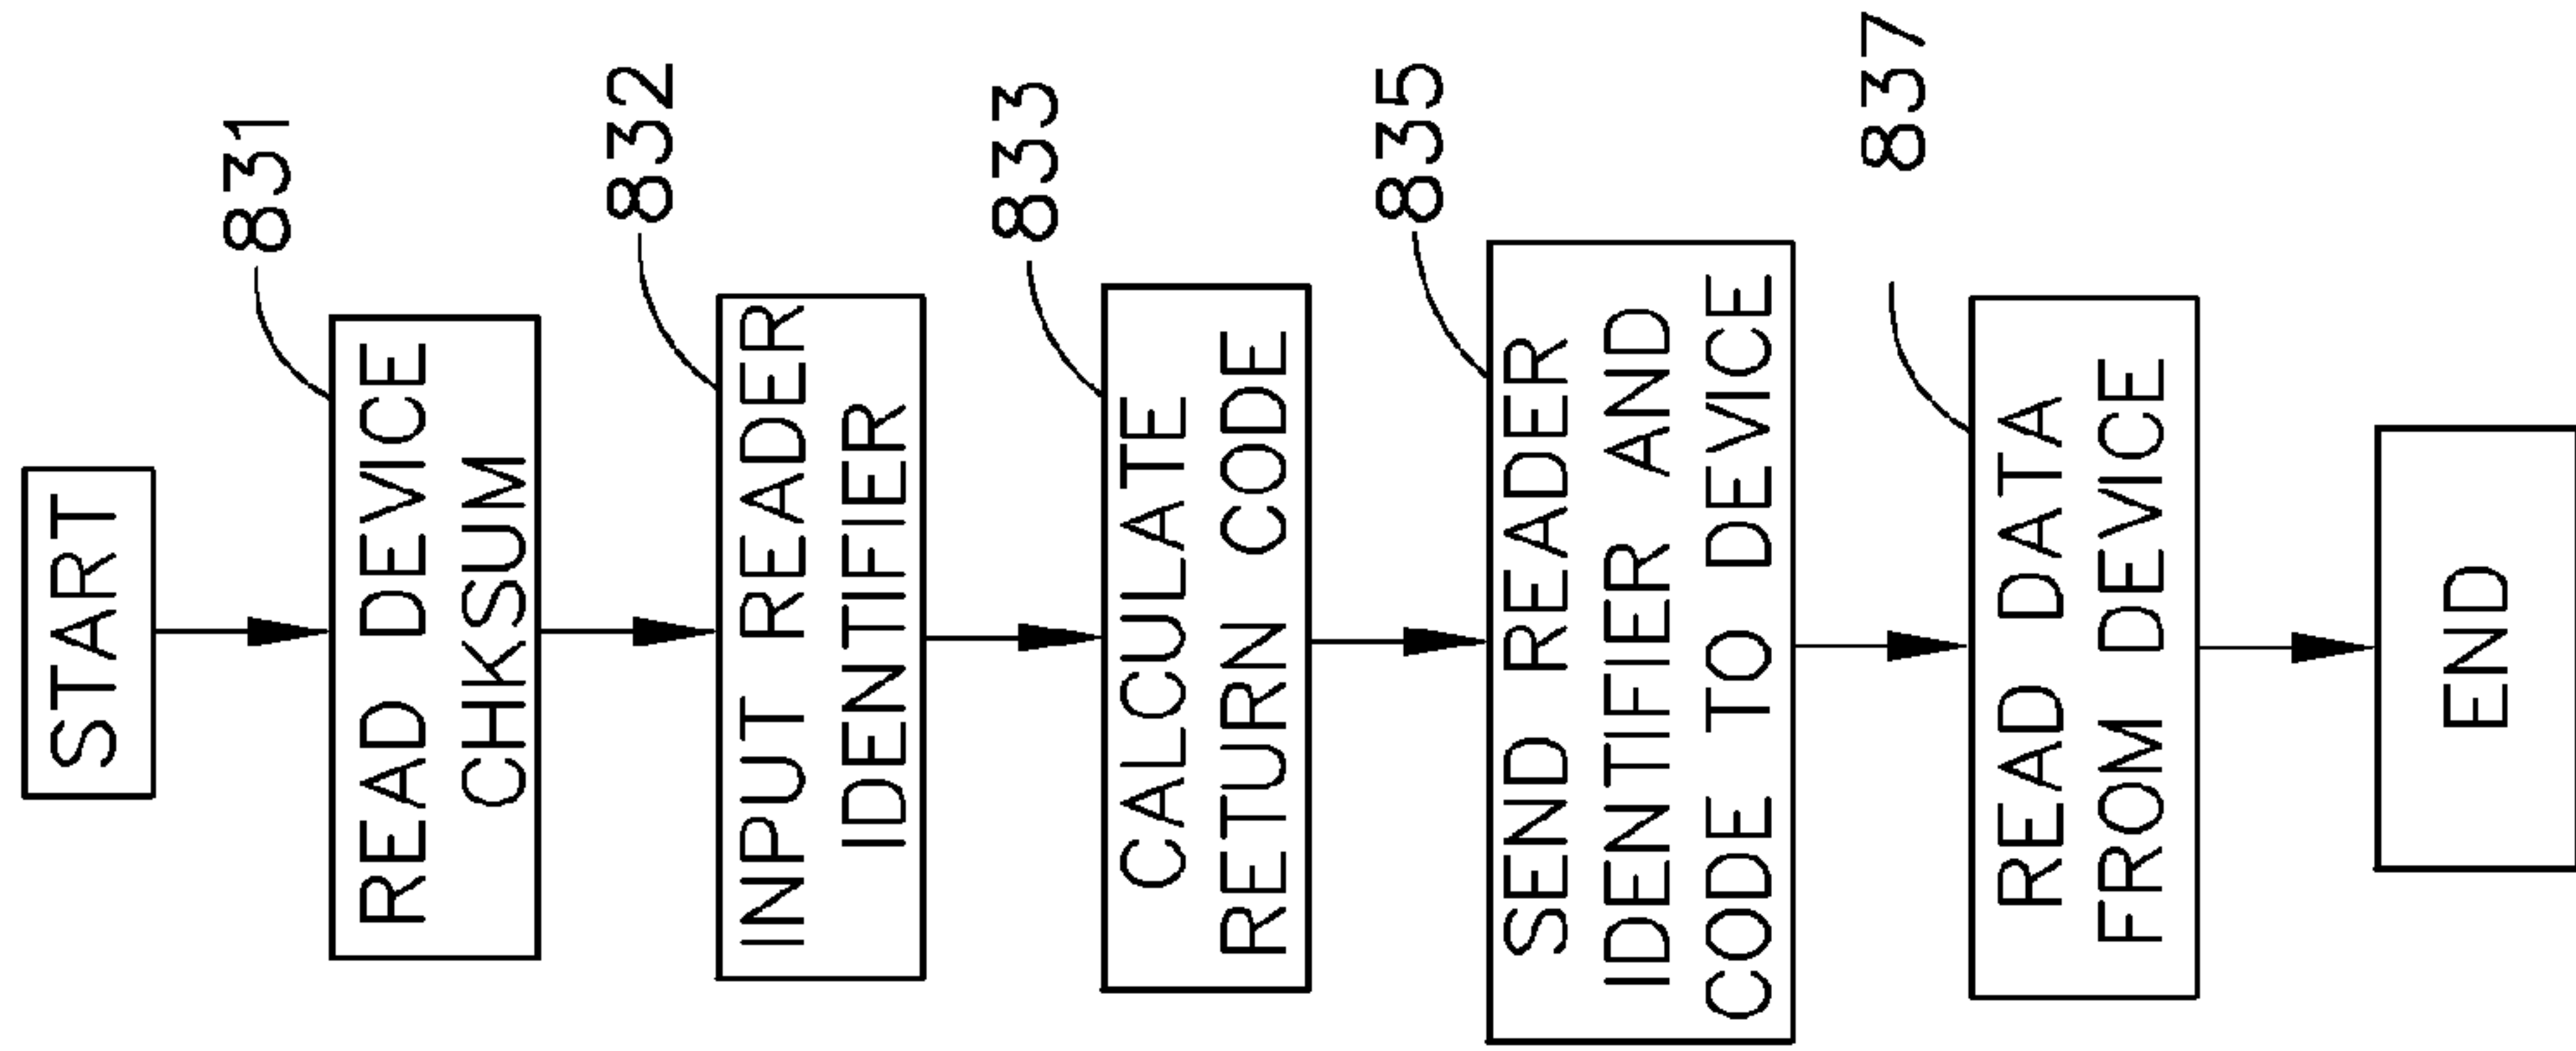 START
831
READ DEVICE
CHKSUM
832
INPUT READER
IDENTIFIER
833
CALCULATE
RETURN CODE
835
SEND READER
IDENTIFIER AND
CODE TO DEVICE
837
READ DATA
FROM DEVICE
END